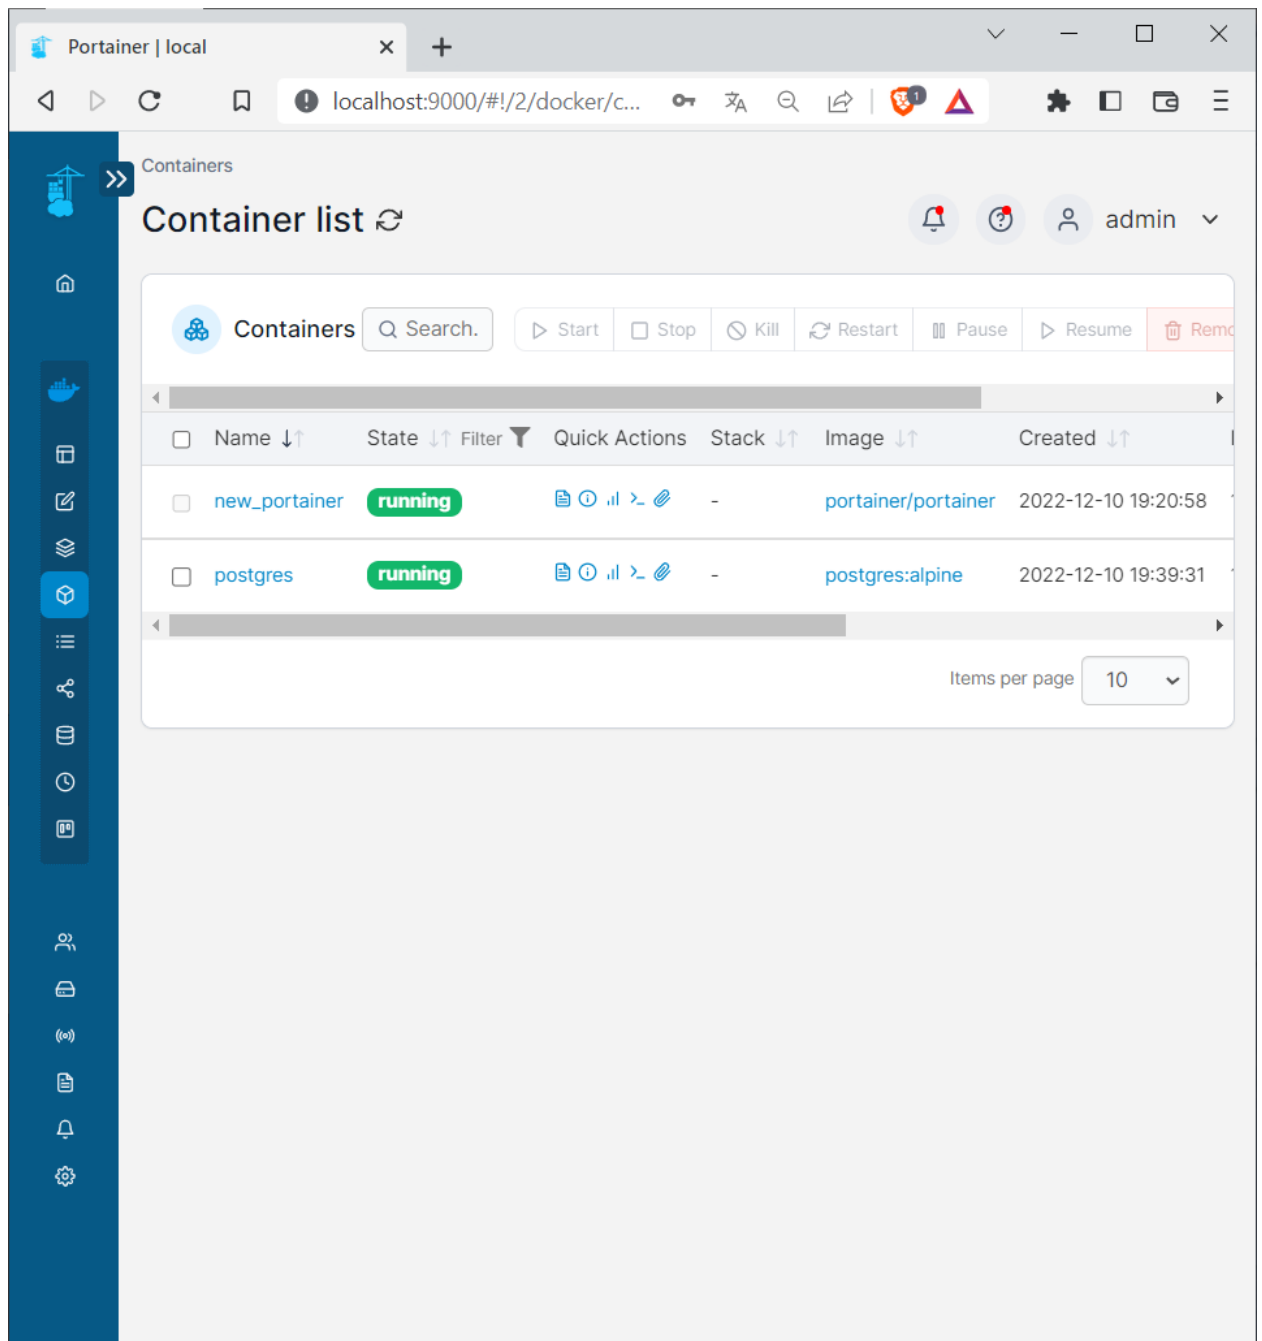 Portainer | local
localhost:9000/#!/2/docker/c...
1
Containers
Container list
admin
Containers
Search.
Start
Stop
Kill
Restart
Pause
Resume
Remo
Name
State
Filter
Quick Actions
Stack
Image
Created
new_portainer
running
-
portainer/portainer
2022-12-10 19:20:58
postgres
running
-
postgres:alpine
2022-12-10 19:39:31
Items per page
10